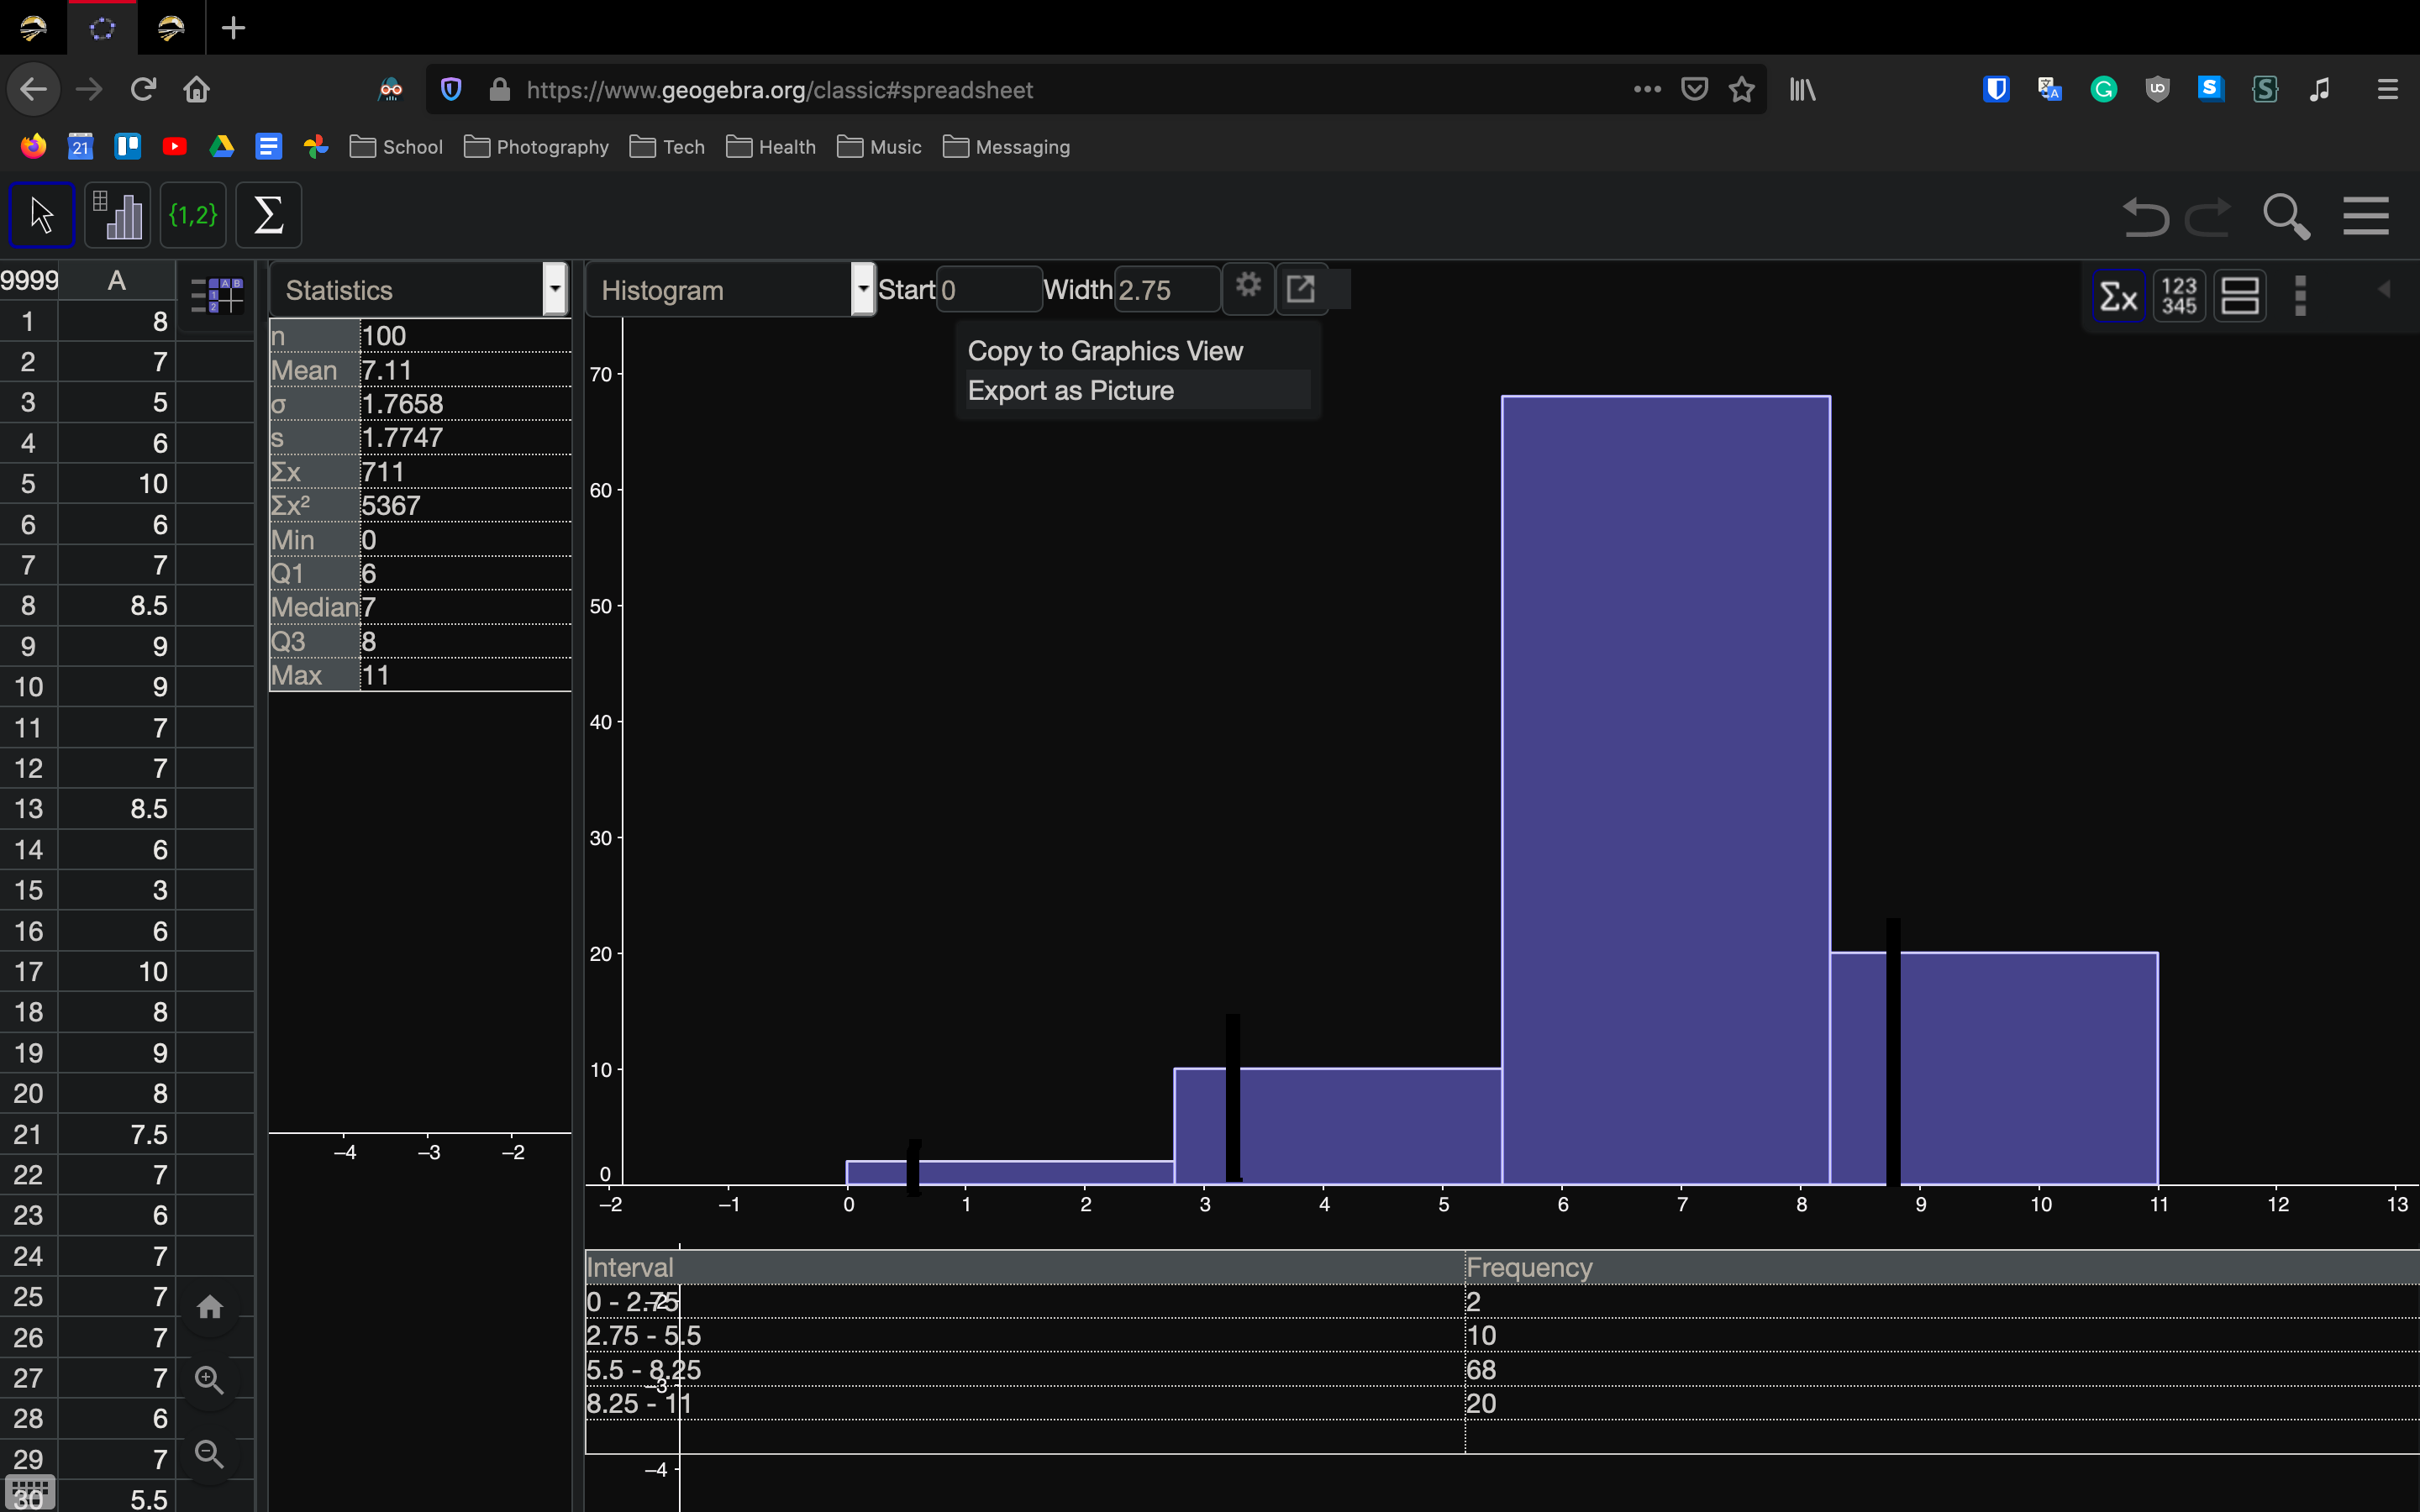 https://www.geogebra.org/classic#spreadsheet
21
School
Photography
Tech
Health
Music
Messaging
{1,2}
Σ
9999 A
1 8
2 7
3 5
4 6
5 10
6 6
7 7
8 8.5
9 9
10 9
11 7
12 7
13 8.5
14 6
15 3
16 6
17 10
18 8
19 9
20 8
21 7.5
22 7
23 6
24 7
25 7
26 7
27 7
28 6
29 7
30 5.5
Statistics
n 100
Mean 7.11
σ 1.7658
s 1.7747
Σx 711
Σx² 5367
Min 0
Q1 6
Median 7
Q3 8
Max 11
–4 –3 –2
Histogram
Start 0
Width 2.75
Copy to Graphics View
Export as Picture
Σx
123
345
70
60
50
40
30
20
10
0
–2 –1 0 1 2 3 4 5 6 7 8 9 10 11 12 13
Interval Frequency
0 - 2.75 2
2.75 - 5.5 10
5.5 - 8.25 68
8.25 - 11 20
–2
–3
–4